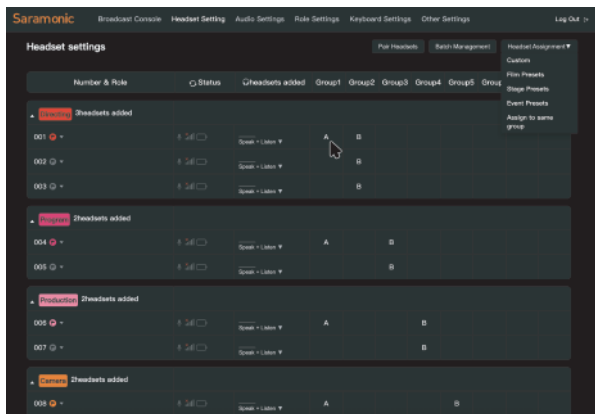 Saramonic Broadcast Console Headset Setting Audio Settings Role Settings Keyboard Settings Other Settings Log Out
Headset settings Pair Headsets Batch Management Headset Assignment▼
Custom
Film Presets
Stage Presets
Event Presets
Assign to same
group
Number & Role Status headsets added Group1 Group2 Group3 Group4 Group5 Group
Directing 3headsets added
001 Speak + Listen ▼ A B
002 Speak + Listen ▼ B
003 Speak + Listen ▼ B
Program 2headsets added
004 Speak + Listen ▼ A B
005 Speak + Listen ▼ B
Production 2headsets added
006 Speak + Listen ▼ A B
007 Speak + Listen ▼ B
Camera 2headsets added
008 Speak + Listen ▼ A B